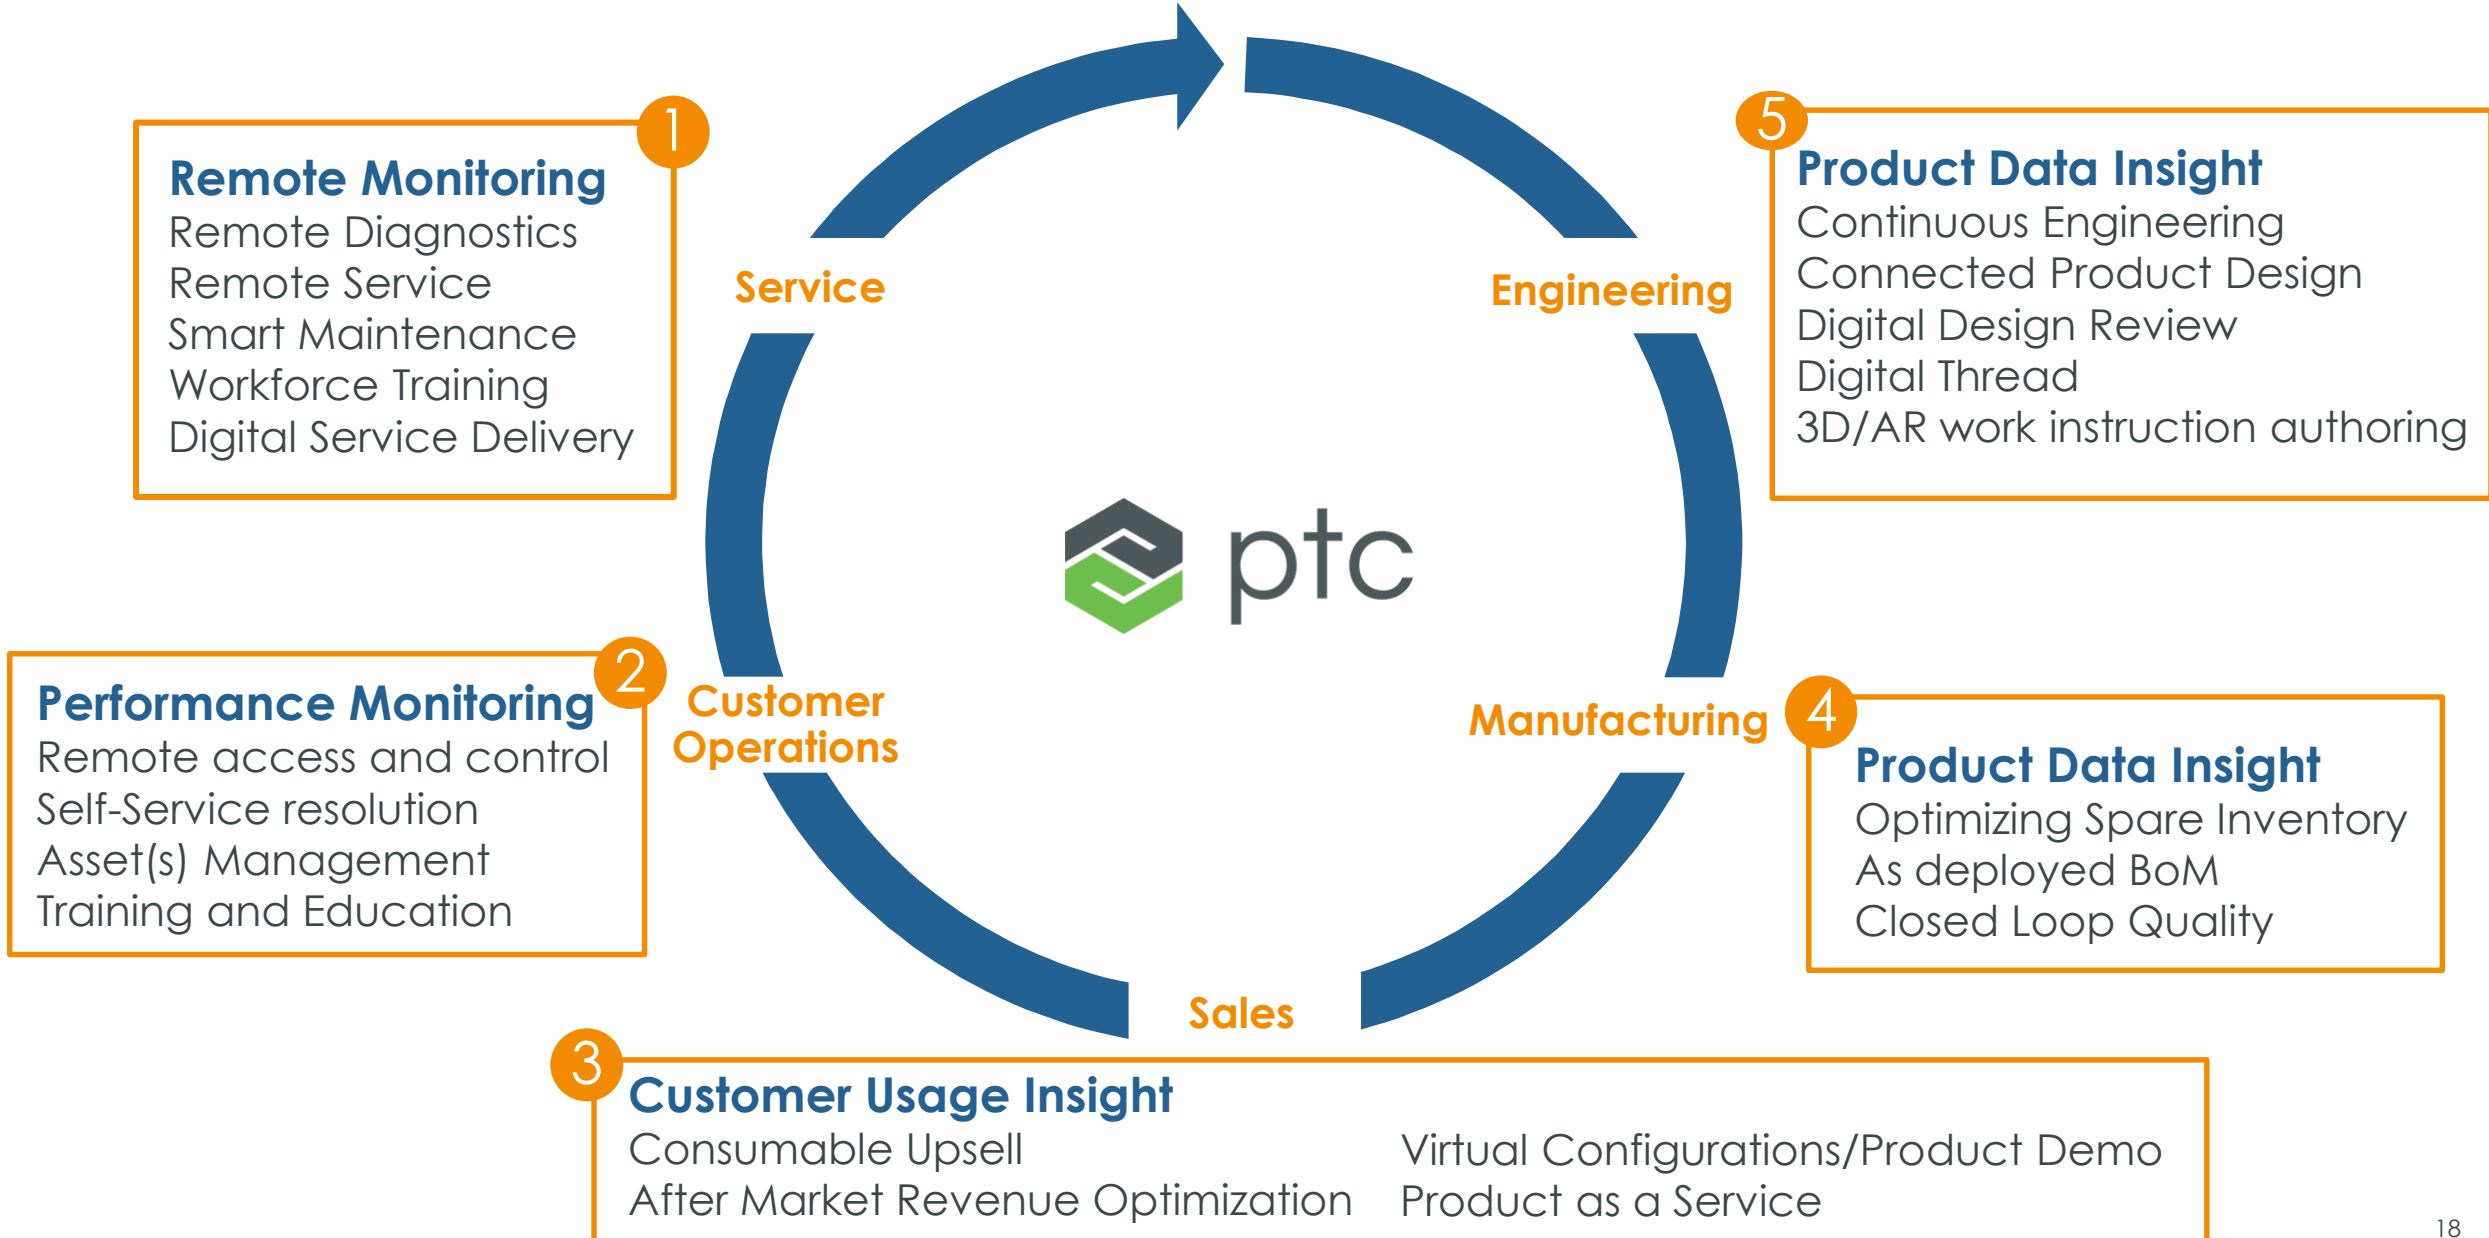 1
Remote Monitoring
Remote Diagnostics
Remote Service
Smart Maintenance
Workforce Training
Digital Service Delivery
Service
Engineering
5
Product Data Insight
Continuous Engineering
Connected Product Design
Digital Design Review
Digital Thread
3D/AR work instruction authoring
ptc
2
Performance Monitoring
Remote access and control
Self-Service resolution
Asset(s) Management
Training and Education
Customer
Operations
Manufacturing
4
Product Data Insight
Optimizing Spare Inventory
As deployed BoM
Closed Loop Quality
Sales
3
Customer Usage Insight
Consumable Upsell
After Market Revenue Optimization
Virtual Configurations/Product Demo
Product as a Service
18